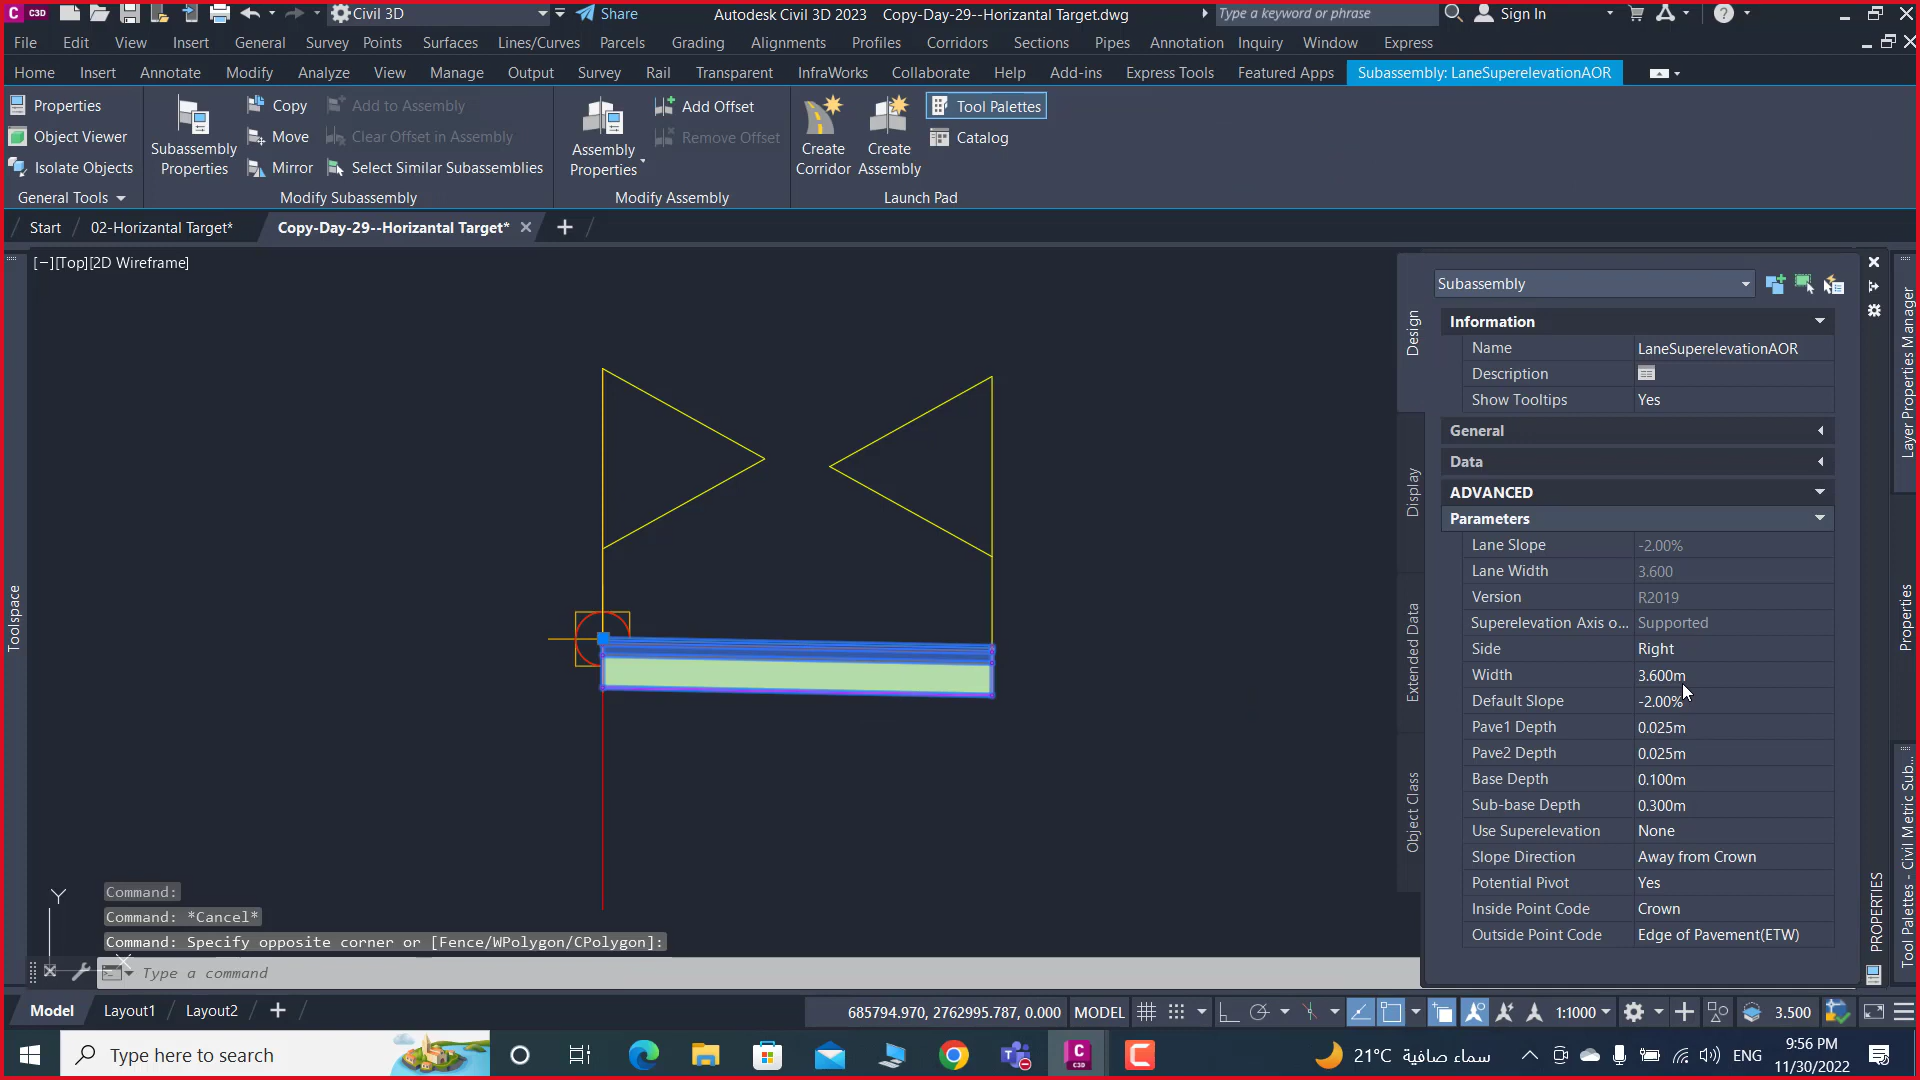 C3D Civil 3D Share Autodesk Civil 3D 2023 Copy-Day-29--Horizantal Target.dwg Type a keyword or phrase Sign In
File Edit View Insert General Survey Points Surfaces Lines/Curves Parcels Grading Alignments Profiles Corridors Sections Pipes Annotation Inquiry Window Express
Home Insert Annotate Modify Analyze View Manage Output Survey Rail Transparent InfraWorks Collaborate Help Add-ins Express Tools Featured Apps Subassembly: LaneSuperelevationAOR
Properties Copy Add to Assembly Add Offset Tool Palettes
Object Viewer Move Clear Offset in Assembly Remove Offset Catalog
Subassembly Properties
Assembly Properties
Create Corridor
Create Assembly
Isolate Objects Mirror Select Similar Subassemblies
General Tools Modify Subassembly Modify Assembly Launch Pad
Start 02-Horizantal Target* Copy-Day-29--Horizantal Target*
[−][Top][2D Wireframe]
Toolspace
Subassembly
Design
Display
Extended Data
Object Class
Information
Name LaneSuperelevationAOR
Description
Show Tooltips Yes
General
Data
ADVANCED
Parameters
Lane Slope -2.00%
Lane Width 3.600
Version R2019
Superelevation Axis o... Supported
Side Right
Width 3.600m
Default Slope -2.00%
Pave1 Depth 0.025m
Pave2 Depth 0.025m
Base Depth 0.100m
Sub-base Depth 0.300m
Use Superelevation None
Slope Direction Away from Crown
Potential Pivot Yes
Inside Point Code Crown
Outside Point Code Edge of Pavement(ETW)
PROPERTIES
Layer Properties Manager
Properties
Tool Palettes - Civil Metric Sub...
Y
X
Command:
Command: *Cancel*
Command: Specify opposite corner or [Fence/WPolygon/CPolygon]:
Type a command
Model Layout1 Layout2 685794.970, 2762995.787, 0.000 MODEL 1:1000 3.500
Type here to search C3D 21°C سماء صافية ENG 9:56 PM
11/30/2022